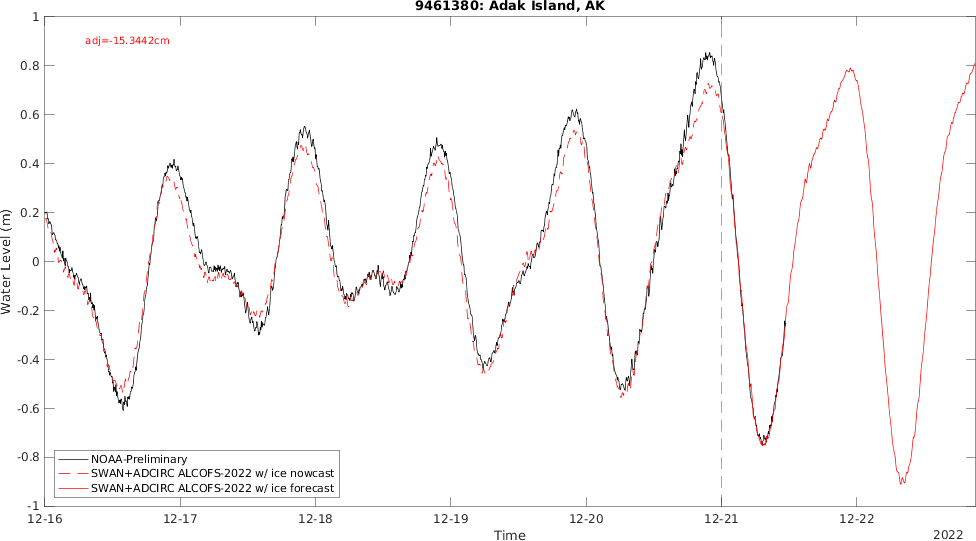 9461380: Adak Island, AK
adj=-15.3442cm
1
0.8
0.6
0.4
0.2
0
-0.2
-0.4
-0.6
-0.8
-1
Water Level (m)
NOAA-Preliminary
SWAN+ADCIRC ALCOFS-2022 w/ ice nowcast
SWAN+ADCIRC ALCOFS-2022 w/ ice forecast
12-16 12-17 12-18 12-19 12-20 12-21 12-22
Time
2022